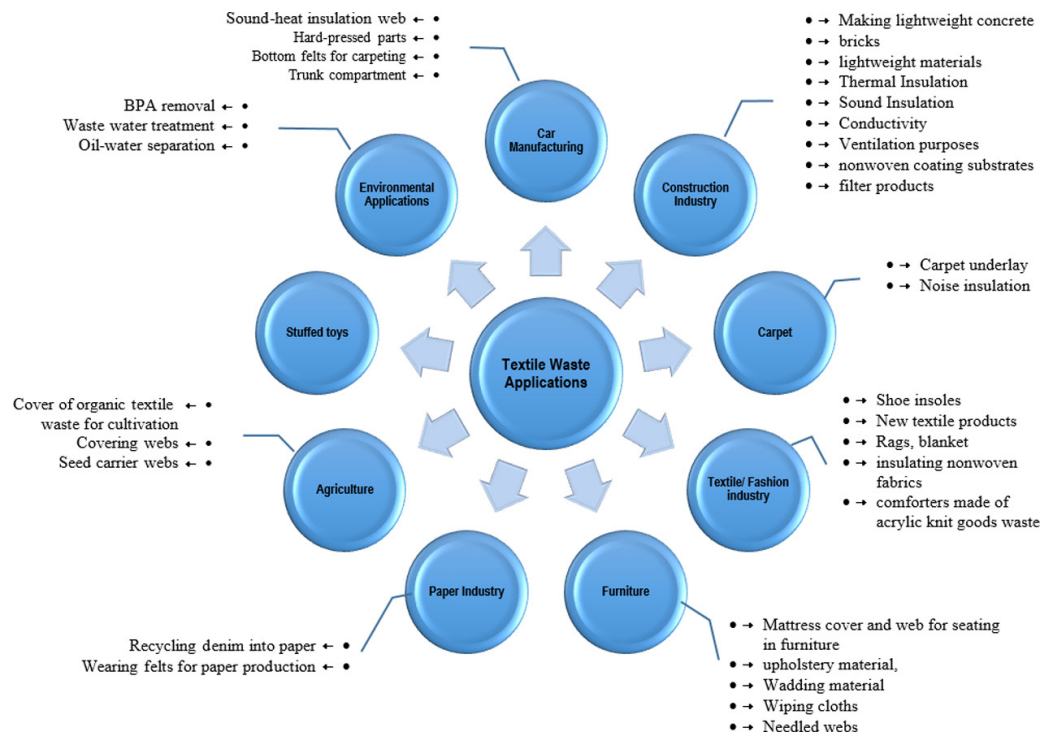 Sound-heat insulation web ← •
Hard-pressed parts ← •
Bottom felts for carpeting ← •
Trunk compartment ← •
• → Making lightweight concrete
• → bricks
• → lightweight materials
• → Thermal Insulation
• → Sound Insulation
• → Conductivity
• → Ventilation purposes
• → nonwoven coating substrates
• → filter products
BPA removal ← •
Waste water treatment ← •
Oil-water separation ← •
Car
Manufacturing
Environmental
Applications
Construction
Industry
• → Carpet underlay
• → Noise insulation
Stuffed toys
Carpet
Textile Waste
Applications
Cover of organic textile ← •
waste for cultivation
Covering webs ← •
Seed carrier webs ← •
• → Shoe insoles
• → New textile products
• → Rags, blanket
• → insulating nonwoven
fabrics
• → comforters made of
acrylic knit goods waste
Agriculture
Textile/ Fashion
industry
Paper Industry
Furniture
Recycling denim into paper ← •
Wearing felts for paper production ← •
• → Mattress cover and web for seating
in furniture
• → upholstery material,
• → Wadding material
• → Wiping cloths
• → Needled webs